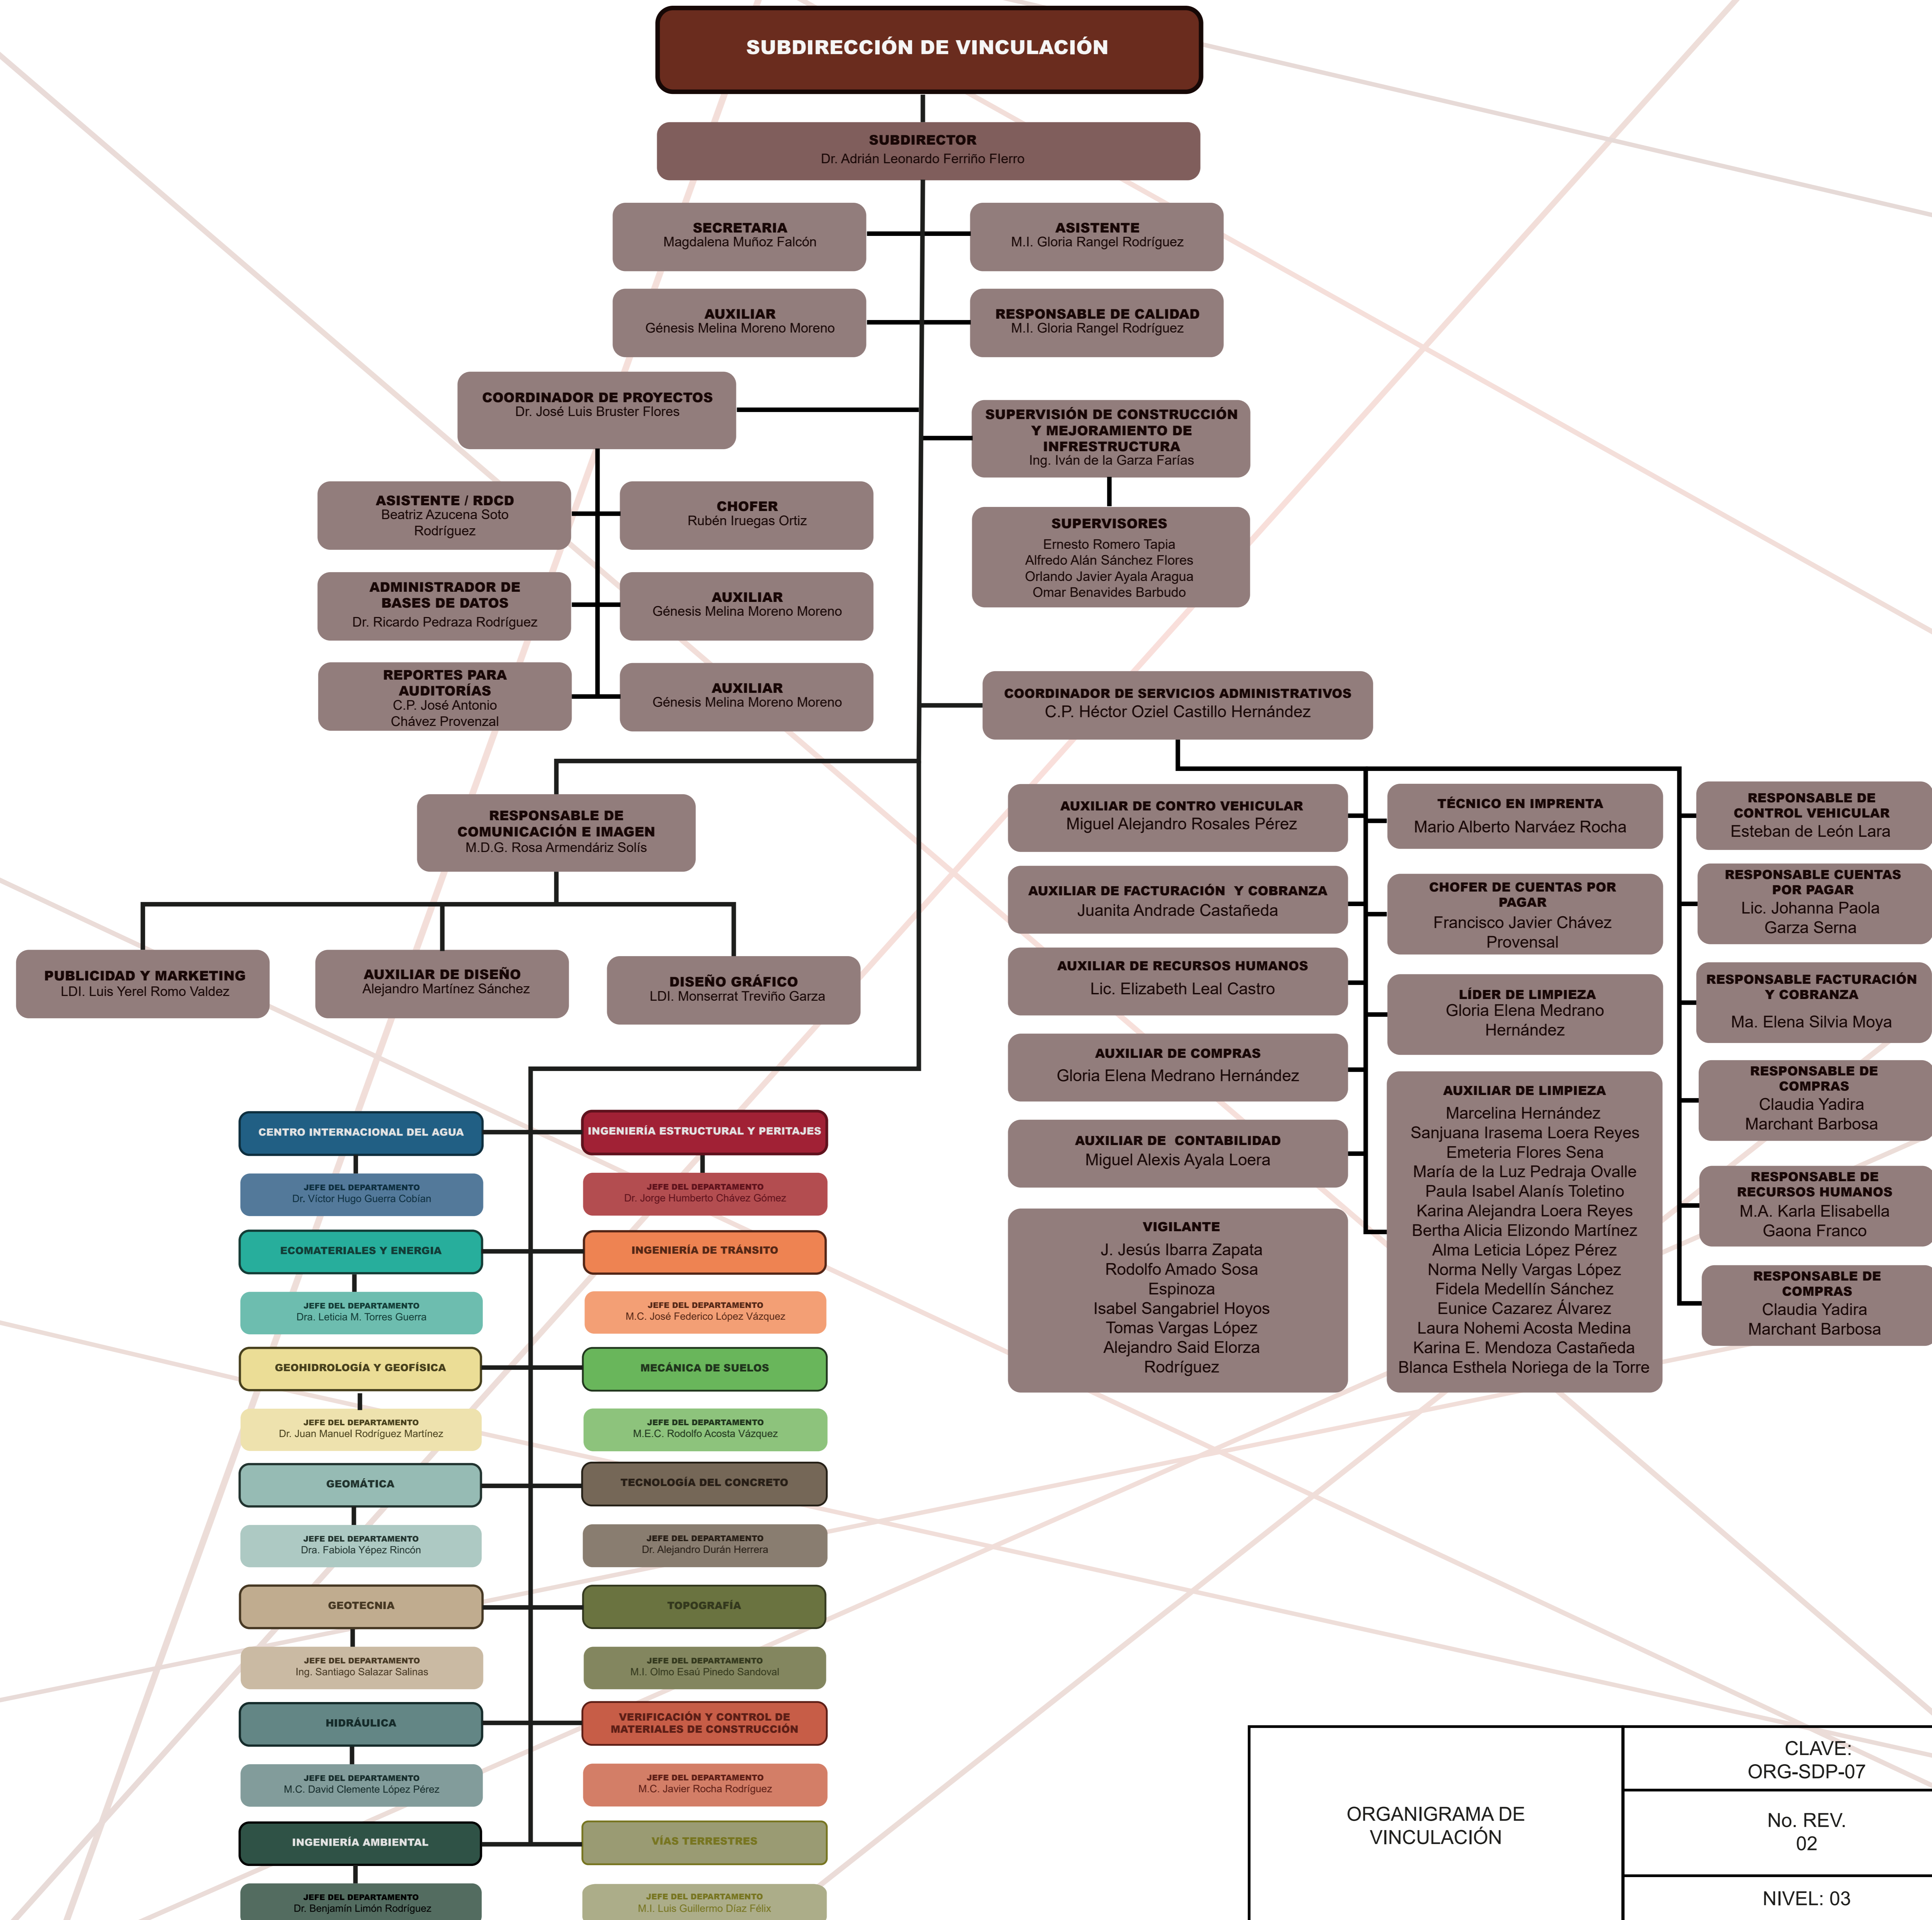 SUBDIRECCIÓN DE VINCULACIÓN
SUBDIRECTOR
Dr. Adrián Leonardo Ferriño FIerro
SECRETARIA
Magdalena Muñoz Falcón
ASISTENTE
M.I. Gloria Rangel Rodríguez
AUXILIAR
Génesis Melina Moreno Moreno
RESPONSABLE DE CALIDAD
M.I. Gloria Rangel Rodríguez
COORDINADOR DE PROYECTOS
Dr. José Luis Bruster Flores
SUPERVISIÓN DE CONSTRUCCIÓN
Y MEJORAMIENTO DE
INFRESTRUCTURA
Ing. Iván de la Garza Farías
ASISTENTE / RDCD
Beatriz Azucena Soto
Rodríguez
CHOFER
Rubén Iruegas Ortiz
SUPERVISORES
Ernesto Romero Tapia
Alfredo Alán Sánchez Flores
Orlando Javier Ayala Aragua
Omar Benavides Barbudo
ADMINISTRADOR DE
BASES DE DATOS
Dr. Ricardo Pedraza Rodríguez
AUXILIAR
Génesis Melina Moreno Moreno
REPORTES PARA
AUDITORÍAS
C.P. José Antonio
Chávez Provenzal
AUXILIAR
Génesis Melina Moreno Moreno
COORDINADOR DE SERVICIOS ADMINISTRATIVOS
C.P. Héctor Oziel Castillo Hernández
RESPONSABLE DE
COMUNICACIÓN E IMAGEN
M.D.G. Rosa Armendáriz Solís
PUBLICIDAD Y MARKETING
LDI. Luis Yerel Romo Valdez
AUXILIAR DE DISEÑO
Alejandro Martínez Sánchez
DISEÑO GRÁFICO
LDI. Monserrat Treviño Garza
AUXILIAR DE CONTRO VEHICULAR
Miguel Alejandro Rosales Pérez
AUXILIAR DE FACTURACIÓN  Y COBRANZA
Juanita Andrade Castañeda
AUXILIAR DE RECURSOS HUMANOS
Lic. Elizabeth Leal Castro
AUXILIAR DE COMPRAS
Gloria Elena Medrano Hernández
AUXILIAR DE  CONTABILIDAD
Miguel Alexis Ayala Loera
VIGILANTE
J. Jesús Ibarra Zapata
Rodolfo Amado Sosa
Espinoza
Isabel Sangabriel Hoyos
Tomas Vargas López
Alejandro Said Elorza
Rodríguez
TÉCNICO EN IMPRENTA
Mario Alberto Narváez Rocha
CHOFER DE CUENTAS POR
PAGAR
Francisco Javier Chávez
Provensal
LÍDER DE LIMPIEZA
Gloria Elena Medrano
Hernández
AUXILIAR DE LIMPIEZA
Marcelina Hernández
Sanjuana Irasema Loera Reyes
Emeteria Flores Sena
María de la Luz Pedraja Ovalle
Paula Isabel Alanís Toletino
Karina Alejandra Loera Reyes
Bertha Alicia Elizondo Martínez
Alma Leticia López Pérez
Norma Nelly Vargas López
Fidela Medellín Sánchez
Eunice Cazarez Álvarez
Laura Nohemi Acosta Medina
Karina E. Mendoza Castañeda
Blanca Esthela Noriega de la Torre
RESPONSABLE DE
CONTROL VEHICULAR
Esteban de León Lara
RESPONSABLE CUENTAS
POR PAGAR
Lic. Johanna Paola
Garza Serna
RESPONSABLE FACTURACIÓN
Y COBRANZA
Ma. Elena Silvia Moya
RESPONSABLE DE
COMPRAS
Claudia Yadira
Marchant Barbosa
RESPONSABLE DE
RECURSOS HUMANOS
M.A. Karla Elisabella
Gaona Franco
RESPONSABLE DE
COMPRAS
Claudia Yadira
Marchant Barbosa
CENTRO INTERNACIONAL DEL AGUA
JEFE DEL DEPARTAMENTO
Dr. Víctor Hugo Guerra Cobían
INGENIERÍA ESTRUCTURAL Y PERITAJES
JEFE DEL DEPARTAMENTO
Dr. Jorge Humberto Chávez Gómez
ECOMATERIALES Y ENERGIA
JEFE DEL DEPARTAMENTO
Dra. Leticia M. Torres Guerra
INGENIERÍA DE TRÁNSITO
JEFE DEL DEPARTAMENTO
M.C. José Federico López Vázquez
GEOHIDROLOGÍA Y GEOFÍSICA
JEFE DEL DEPARTAMENTO
Dr. Juan Manuel Rodríguez Martínez
MECÁNICA DE SUELOS
JEFE DEL DEPARTAMENTO
M.E.C. Rodolfo Acosta Vázquez
GEOMÁTICA
JEFE DEL DEPARTAMENTO
Dra. Fabiola Yépez Rincón
TECNOLOGÍA DEL CONCRETO
JEFE DEL DEPARTAMENTO
Dr. Alejandro Durán Herrera
GEOTECNIA
JEFE DEL DEPARTAMENTO
Ing. Santiago Salazar Salinas
TOPOGRAFÍA
JEFE DEL DEPARTAMENTO
M.I. Olmo Esaú Pinedo Sandoval
HIDRÁULICA
JEFE DEL DEPARTAMENTO
M.C. David Clemente López Pérez
VERIFICACIÓN Y CONTROL DE
MATERIALES DE CONSTRUCCIÓN
JEFE DEL DEPARTAMENTO
M.C. Javier Rocha Rodríguez
INGENIERÍA AMBIENTAL
JEFE DEL DEPARTAMENTO
Dr. Benjamín Limón Rodríguez
VÍAS TERRESTRES
JEFE DEL DEPARTAMENTO
M.I. Luis Guillermo Díaz Félix
ORGANIGRAMA DE
VINCULACIÓN
CLAVE:
ORG-SDP-07
No. REV.
02
NIVEL: 03